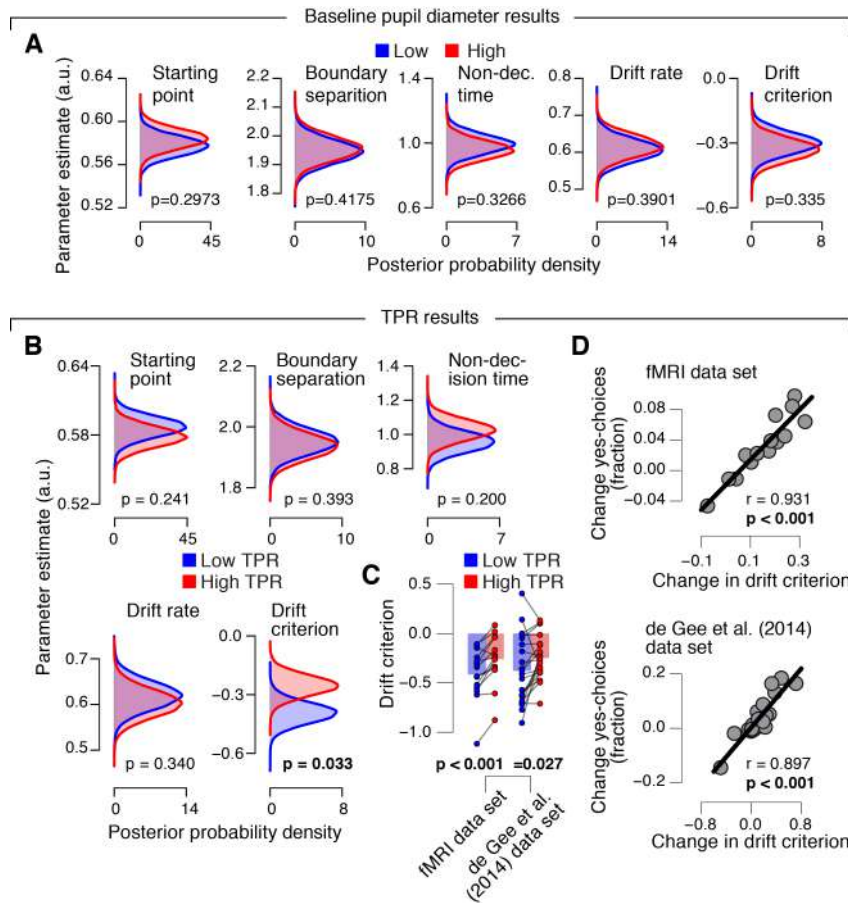 Baseline pupil diameter results
A
Low High
Parameter estimate (a.u.)
Starting
point
0.64
0.58
0.52
p=0.2973
0 45
Boundary
sepäration
2.2
2.1
2.0
1.9
1.8
p=0.4175
0 10
Non-dec.
time
1.4
1.0
0.6
p=0.3266
0 7
Drift rate
0.8
0.7
0.6
0.5
p=0.3901
0 14
Drift
criterion
0.0
−0.3
−0.6
p=0.335
0 8
Posterior probability density
TPR results
B
Parameter estimate (a.u.)
Starting
point
0.64
0.58
0.52
p = 0.241
0 45
Boundary
separation
2.2
2.0
1.8
p = 0.393
0 10
Non-dec-
ision time
1.4
1.2
1.0
0.8
p = 0.200
0 7
Low TPR
High TPR
Drift rate
0.7
0.6
0.5
p = 0.340
0 14
Drift
criterion
0.0
−0.3
−0.6
p = 0.033
0 8
Posterior probability density
C
Low TPR
High TPR
Drift criterion
0.5
−0.0
−0.5
−1.0
p < 0.001 =0.027
fMRI data set
de Gee et al.
(2014) data set
D
fMRI data set
Change yes-choices
(fraction)
0.08
0.04
0.00
−0.04
r = 0.931
p < 0.001
−0.1 0.1 0.3
Change in drift criterion
de Gee et al. (2014)
data set
Change yes-choices
(fraction)
0.2
0.0
−0.2
r = 0.897
p < 0.001
−0.8 0.0 0.8
Change in drift criterion